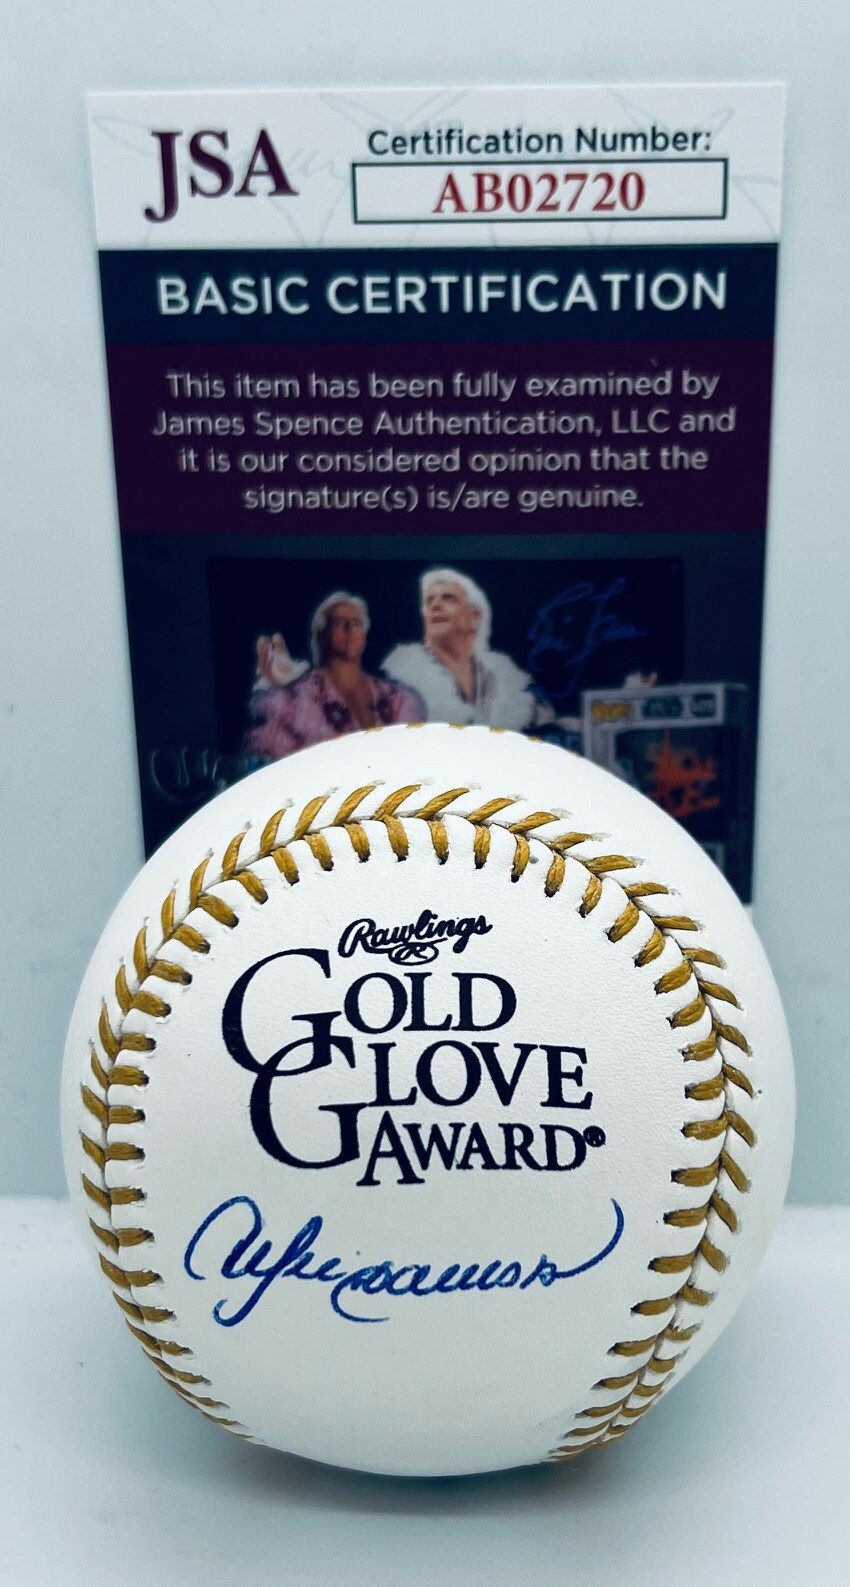 JSA
Certification Number:
AB02720
BASIC CERTIFICATION
This item has been fully examined by
James Spence Authentication, LLC and
it is our considered opinion that the
signature(s) is/are genuine.
Rawlings
GOLD
GLOVE
AWARD®